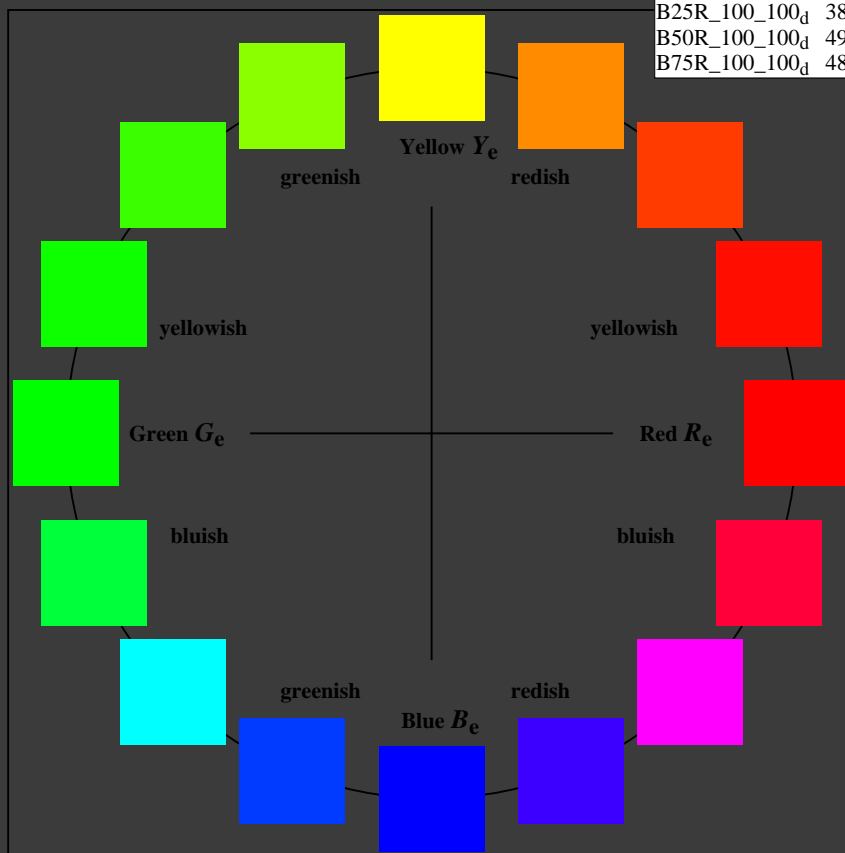 B25R_100_100d 38
B50R_100_100d 49
B75R_100_100d 48
Yellow Ye
greenish redish
yellowish yellowish
Green Ge Red Re
bluish bluish
greenish redish
Blue Be